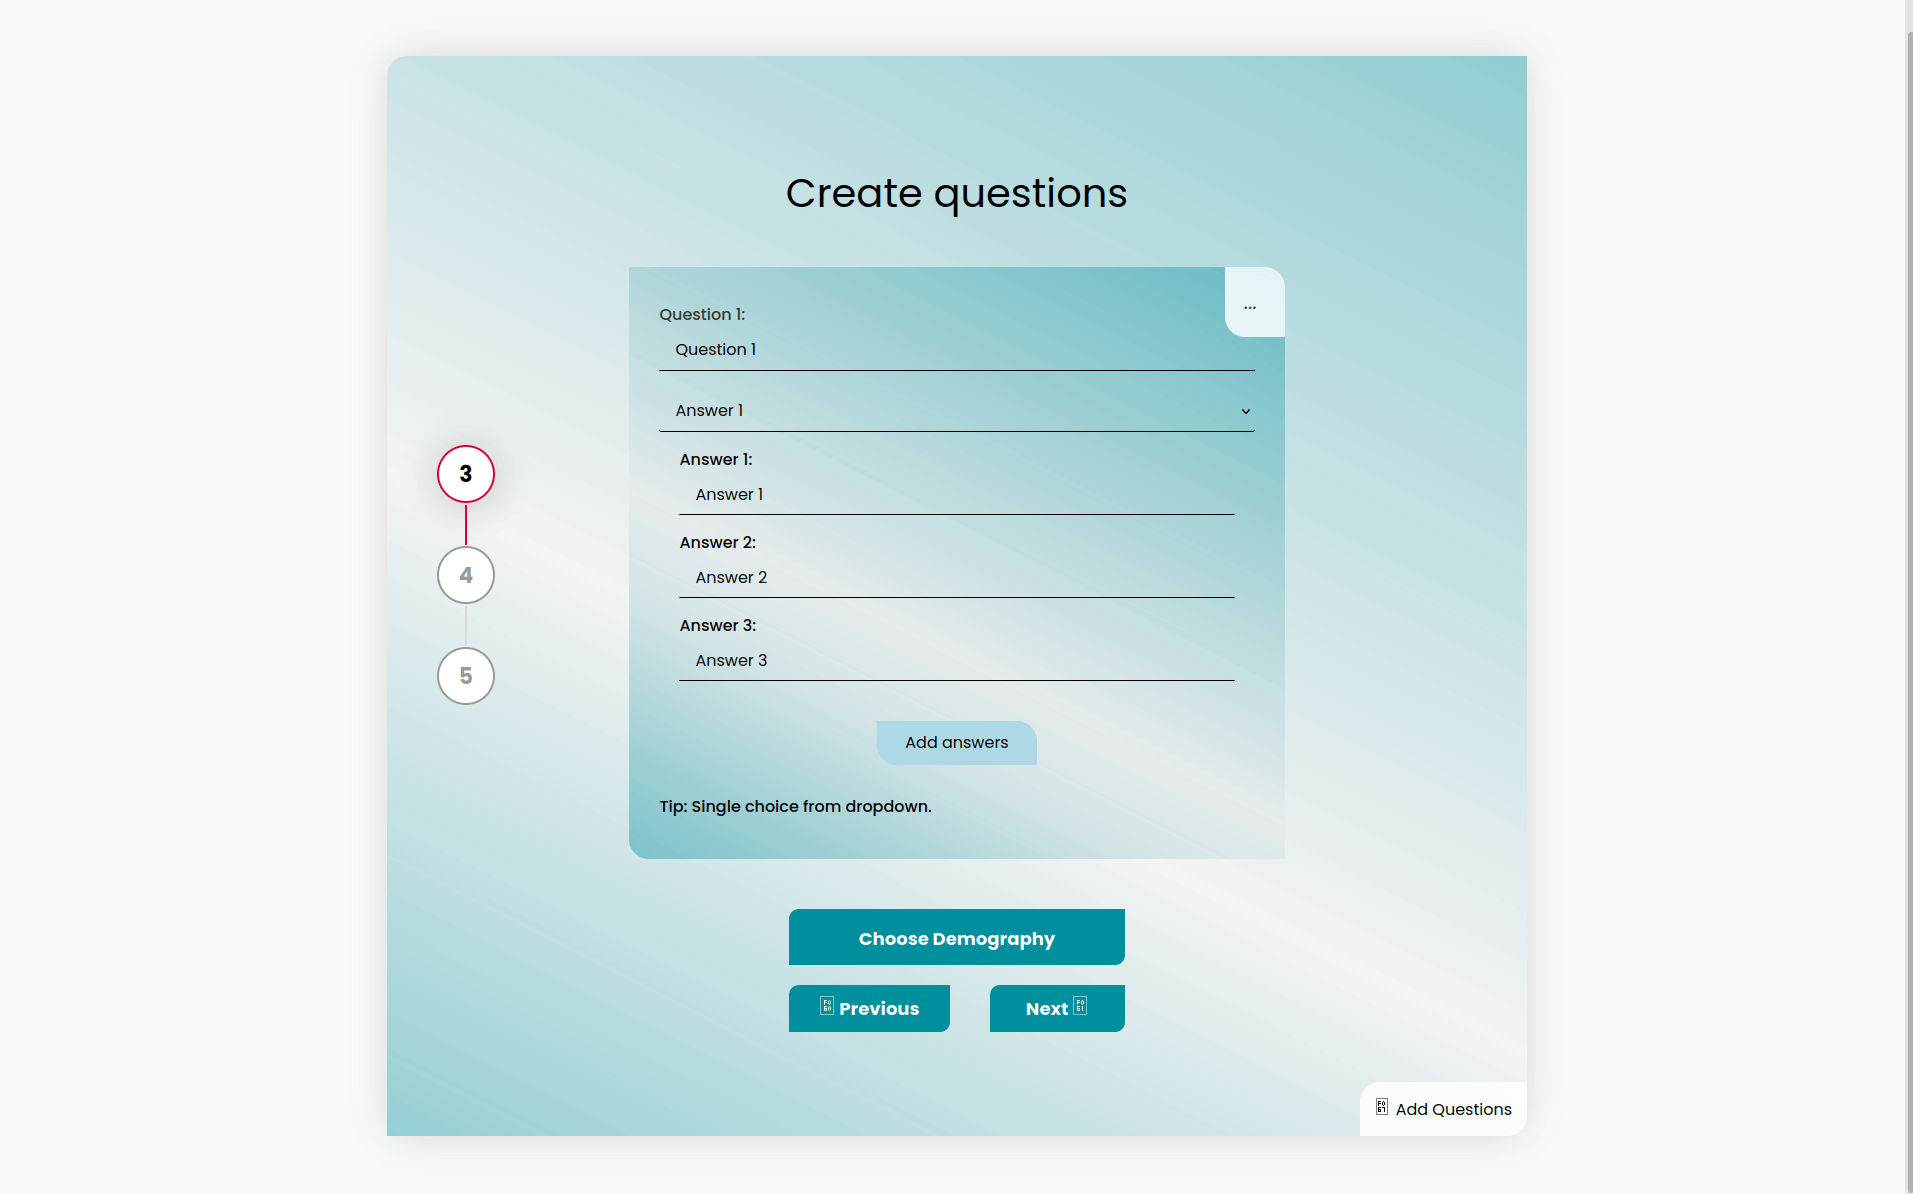 Create questions
...
Question 1:
Question 1
Answer 1
Answer 1:
Answer 1
Answer 2:
Answer 2
Answer 3:
Answer 3
Add answers
Tip: Single choice from dropdown.
3
4
5
Choose Demography
Previous
Next
Add Questions